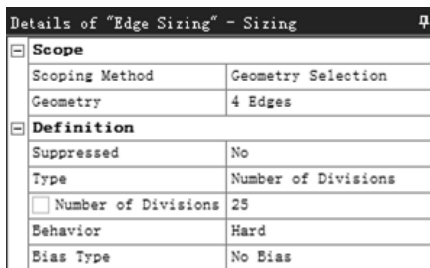 Details of "Edge Sizing" - Sizing
Scope
Scoping Method Geometry Selection
Geometry 4 Edges
Definition
Suppressed No
Type Number of Divisions
Number of Divisions 25
Behavior Hard
Bias Type No Bias